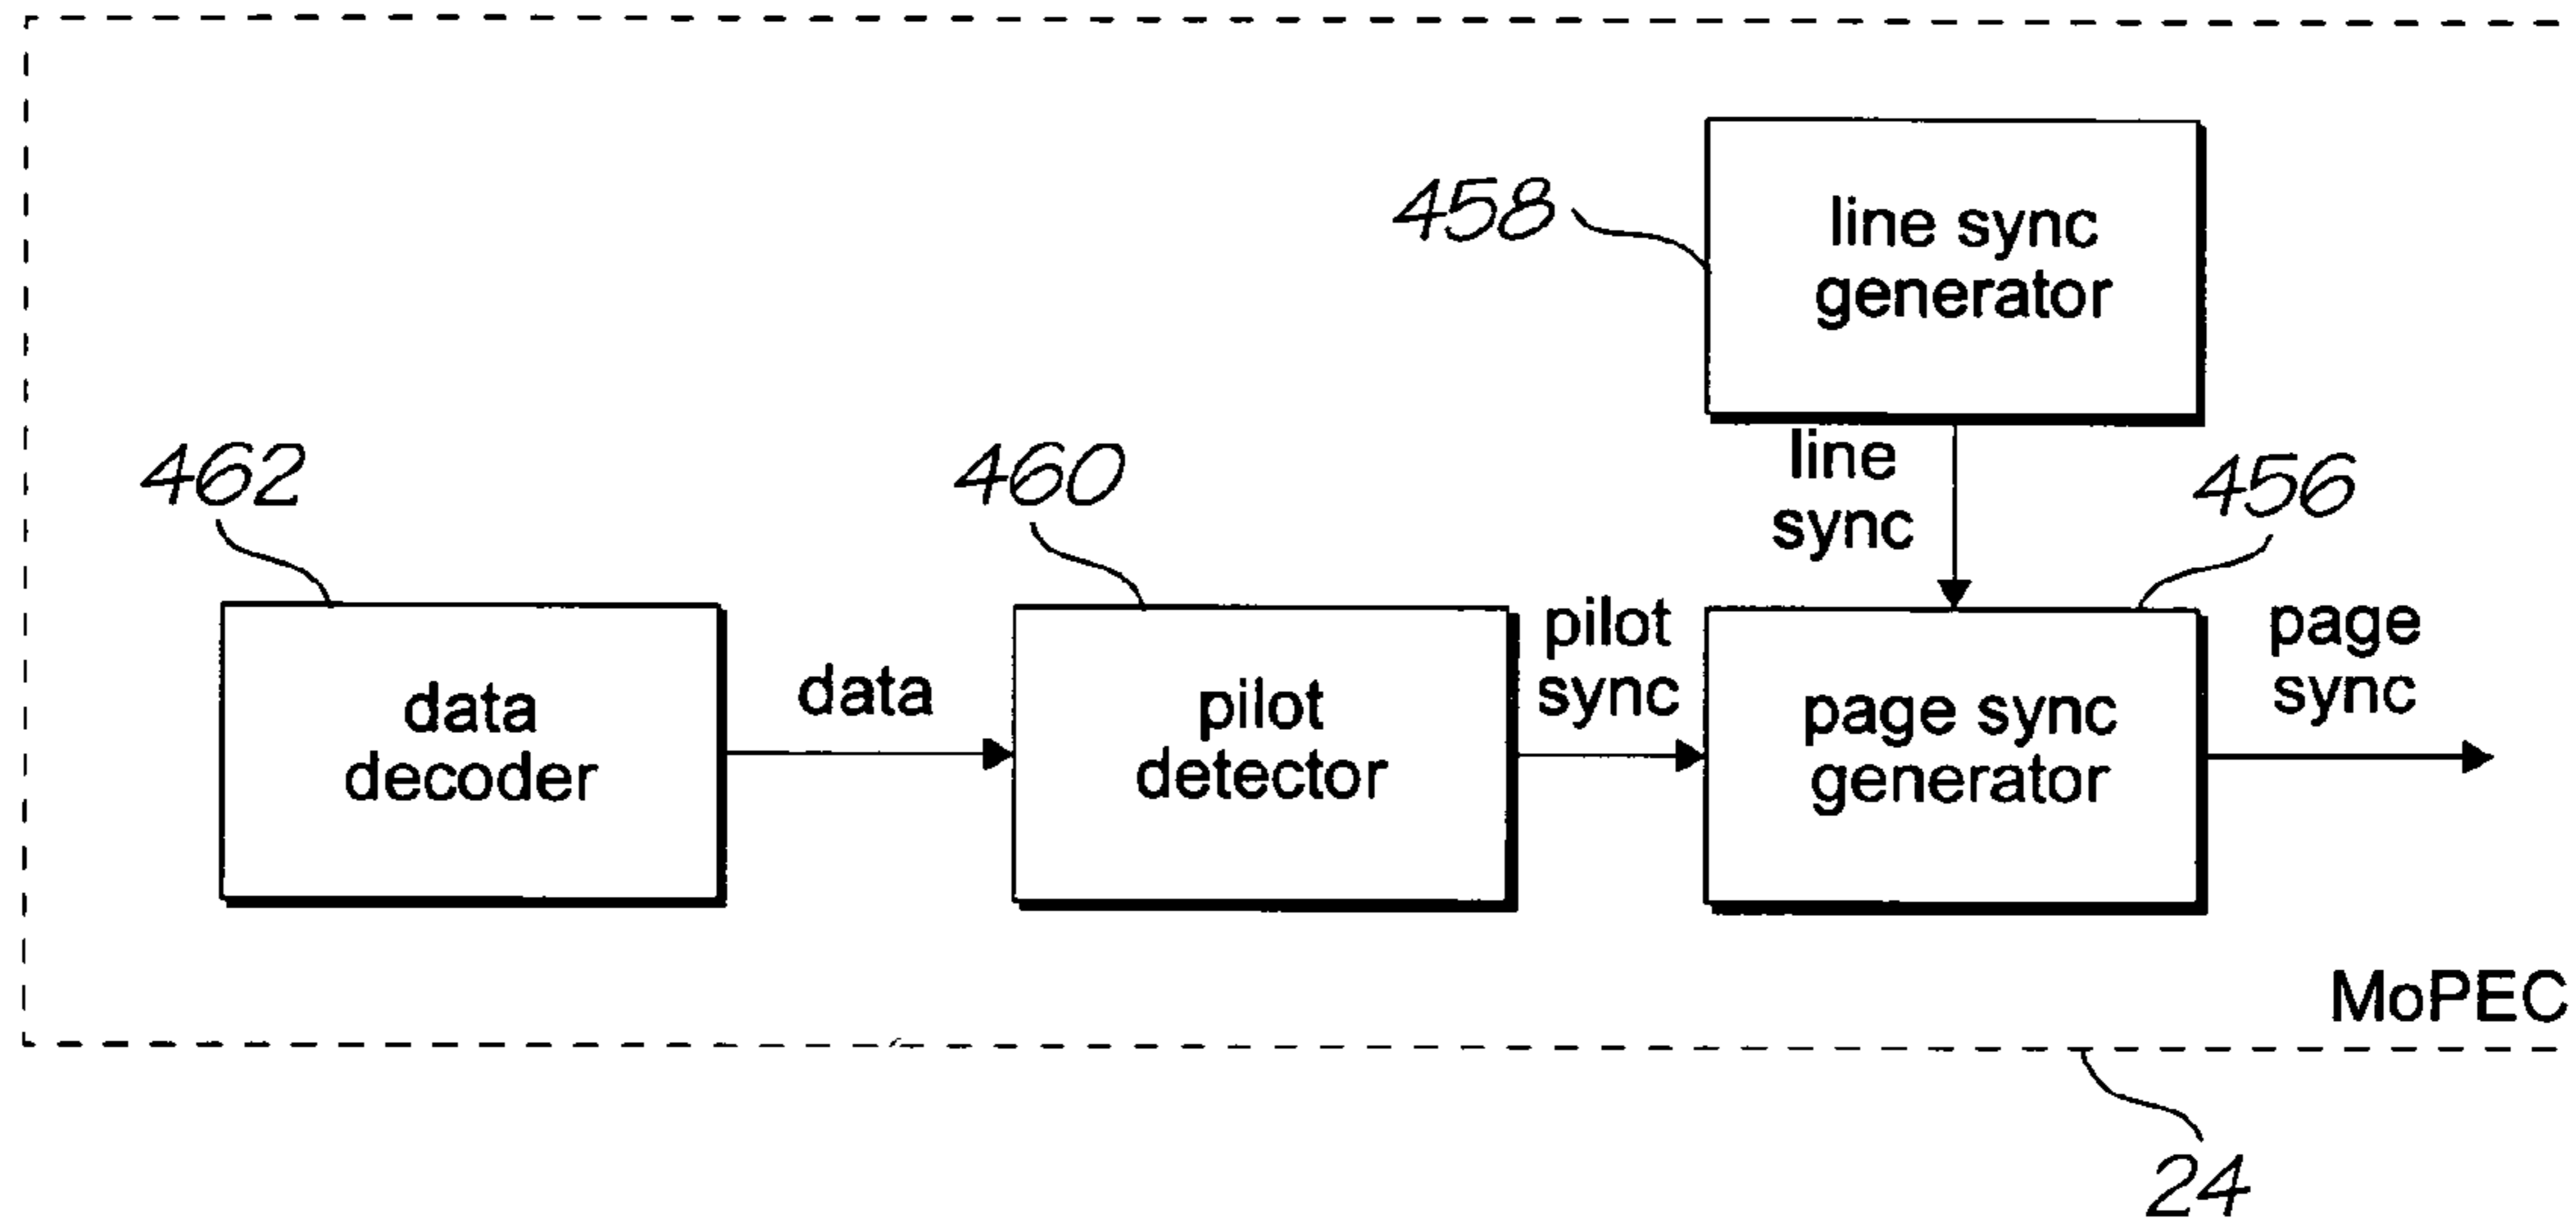 458
line sync
generator
line
sync
462
460
456
data
decoder
data
pilot
detector
pilot
sync
page sync
generator
page
sync
MoPEC
24